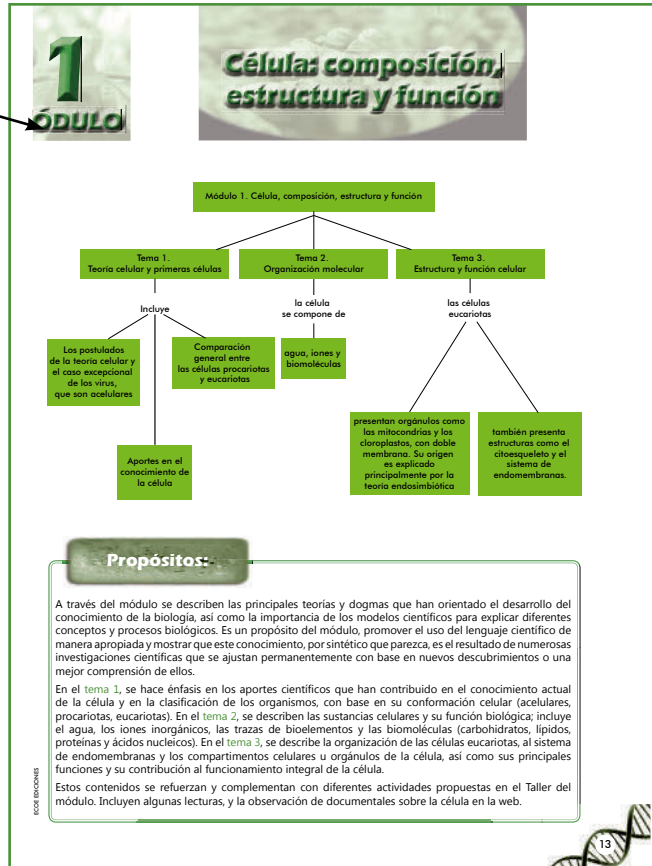 1
ÓDULO
Célula: composición,
estructura y función
Módulo 1. Célula, composición, estructura y función
Tema 1.
Teoría celular y primeras células
Tema 2.
Organización molecular
Tema 3.
Estructura y función celular
Incluye
la célula
se compone de
las células
eucariotas
Los postulados
de la teoría celular y
el caso excepcional
de los virus,
que son acelulares
Comparación
general entre
las células procariotas
y eucariotas
agua, iones y
biomoléculas
Aportes en el
conocimiento de
la célula
presentan orgánulos como
las mitocondrias y los
cloroplastos, con doble
membrana. Su origen
es explicado
principalmente por la
teoría endosimbiótica
también presenta
estructuras como el
citoesqueleto y el
sistema de
endomembranas.
Propósitos:
A través del módulo se describen las principales teorías y dogmas que han orientado el desarrollo del
conocimiento de la biología, así como la importancia de los modelos científicos para explicar diferentes
conceptos y procesos biológicos. Es un propósito del módulo, promover el uso del lenguaje científico de
manera apropiada y mostrar que este conocimiento, por sintético que parezca, es el resultado de numerosas
investigaciones científicas que se ajustan permanentemente con base en nuevos descubrimientos o una
mejor comprensión de ellos.
En el tema 1, se hace énfasis en los aportes científicos que han contribuido en el conocimiento actual
de la célula y en la clasificación de los organismos, con base en su conformación celular (acelulares,
procariotas, eucariotas). En el tema 2, se describen las sustancias celulares y su función biológica; incluye
el agua, los iones inorgánicos, las trazas de bioelementos y las biomoléculas (carbohidratos, lípidos,
proteínas y ácidos nucleicos). En el tema 3, se describe la organización de las células eucariotas, al sistema
de endomembranas y los compartimentos celulares u orgánulos de la célula, así como sus principales
funciones y su contribución al funcionamiento integral de la célula.
Estos contenidos se refuerzan y complementan con diferentes actividades propuestas en el Taller del
módulo. Incluyen algunas lecturas, y la observación de documentales sobre la célula en la web.
ECOE EDICIONES
13